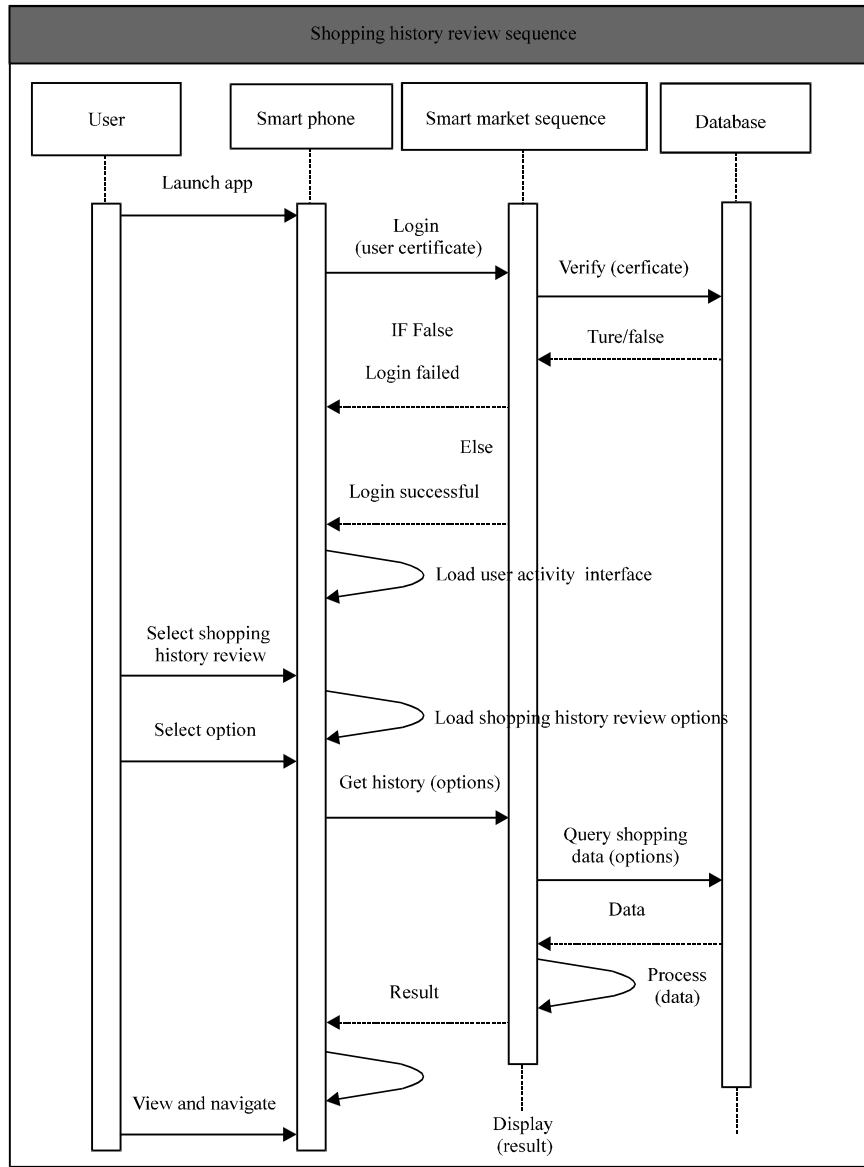 Shopping history review sequence
User
Smart phone
Smart market sequence
Database
Launch app
Login
(user certificate)
Verify (cerficate)
IF False
Ture/false
Login failed
Else
Login successful
Load user activity interface
Select shopping
history review
Load shopping history review options
Select option
Get history (options)
Query shopping
data (options)
Data
Process
(data)
Result
View and navigate
Display
(result)